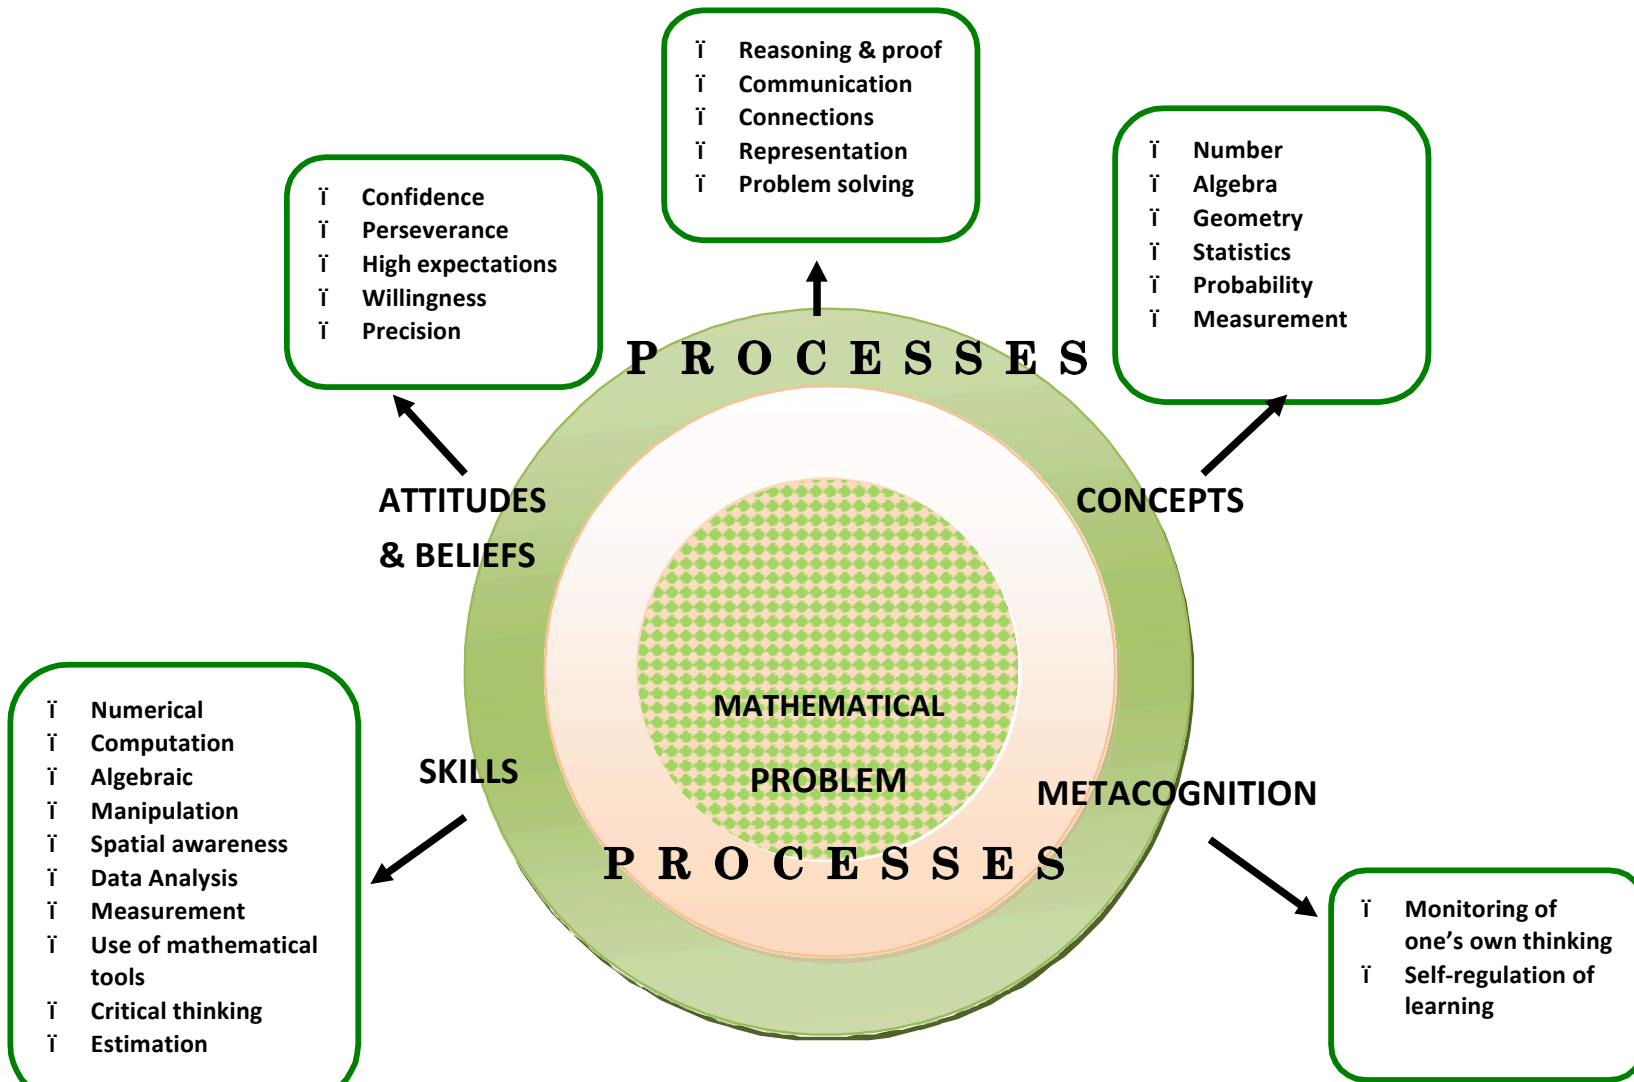 ï Reasoning & proof
ï Communication
ï Connections
ï Representation
ï Problem solving
ï Number
ï Algebra
ï Geometry
ï Statistics
ï Probability
ï Measurement
ï Confidence
ï Perseverance
ï High expectations
ï Willingness
ï Precision
P R O C E S S E S
ATTITUDES
& BELIEFS
CONCEPTS
MATHEMATICAL
PROBLEM
SKILLS
METACOGNITION
P R O C E S S E S
ï Numerical
ï Computation
ï Algebraic
ï Manipulation
ï Spatial awareness
ï Data Analysis
ï Measurement
ï Use of mathematical
tools
ï Critical thinking
ï Estimation
ï Monitoring of
one’s own thinking
ï Self-regulation of
learning